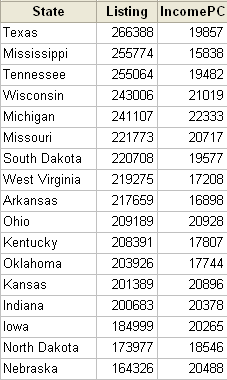 State Listing IncomePC
Texas 266388 19857
Mississippi 255774 15838
Tennessee 255064 19482
Wisconsin 243006 21019
Michigan 241107 22333
Missouri 221773 20717
South Dakota 220708 19577
West Virginia 219275 17208
Arkansas 217659 16898
Ohio 209189 20928
Kentucky 208391 17807
Oklahoma 203926 17744
Kansas 201389 20896
Indiana 200683 20378
Iowa 184999 20265
North Dakota 173977 18546
Nebraska 164326 20488